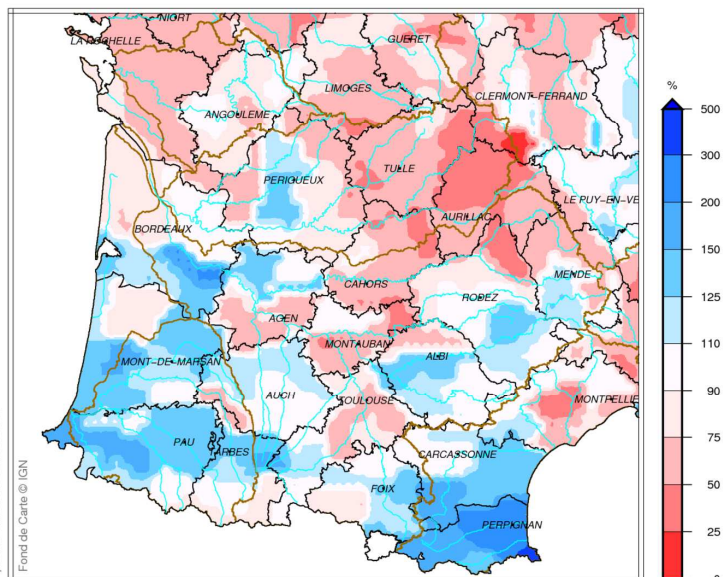 NIORT
LA ROCHELLE
GUERET
LIMOGES
CLERMONT-FERRAND
ANGOULEME
PERIGUEUX
TULLE
AURILLAC
LE PUY-EN-VE
BORDEAUX
CAHORS
RODEZ
MENDE
AGEN
MONTAUBAN
ALBI
MONT-DE-MARSAN
AUCH
TOULOUSE
MONTPELLIE
PAU
TARBES
CARCASSONNE
FOIX
PERPIGNAN
Fond de Carte © IGN
%
500
300
200
150
125
110
90
75
50
25